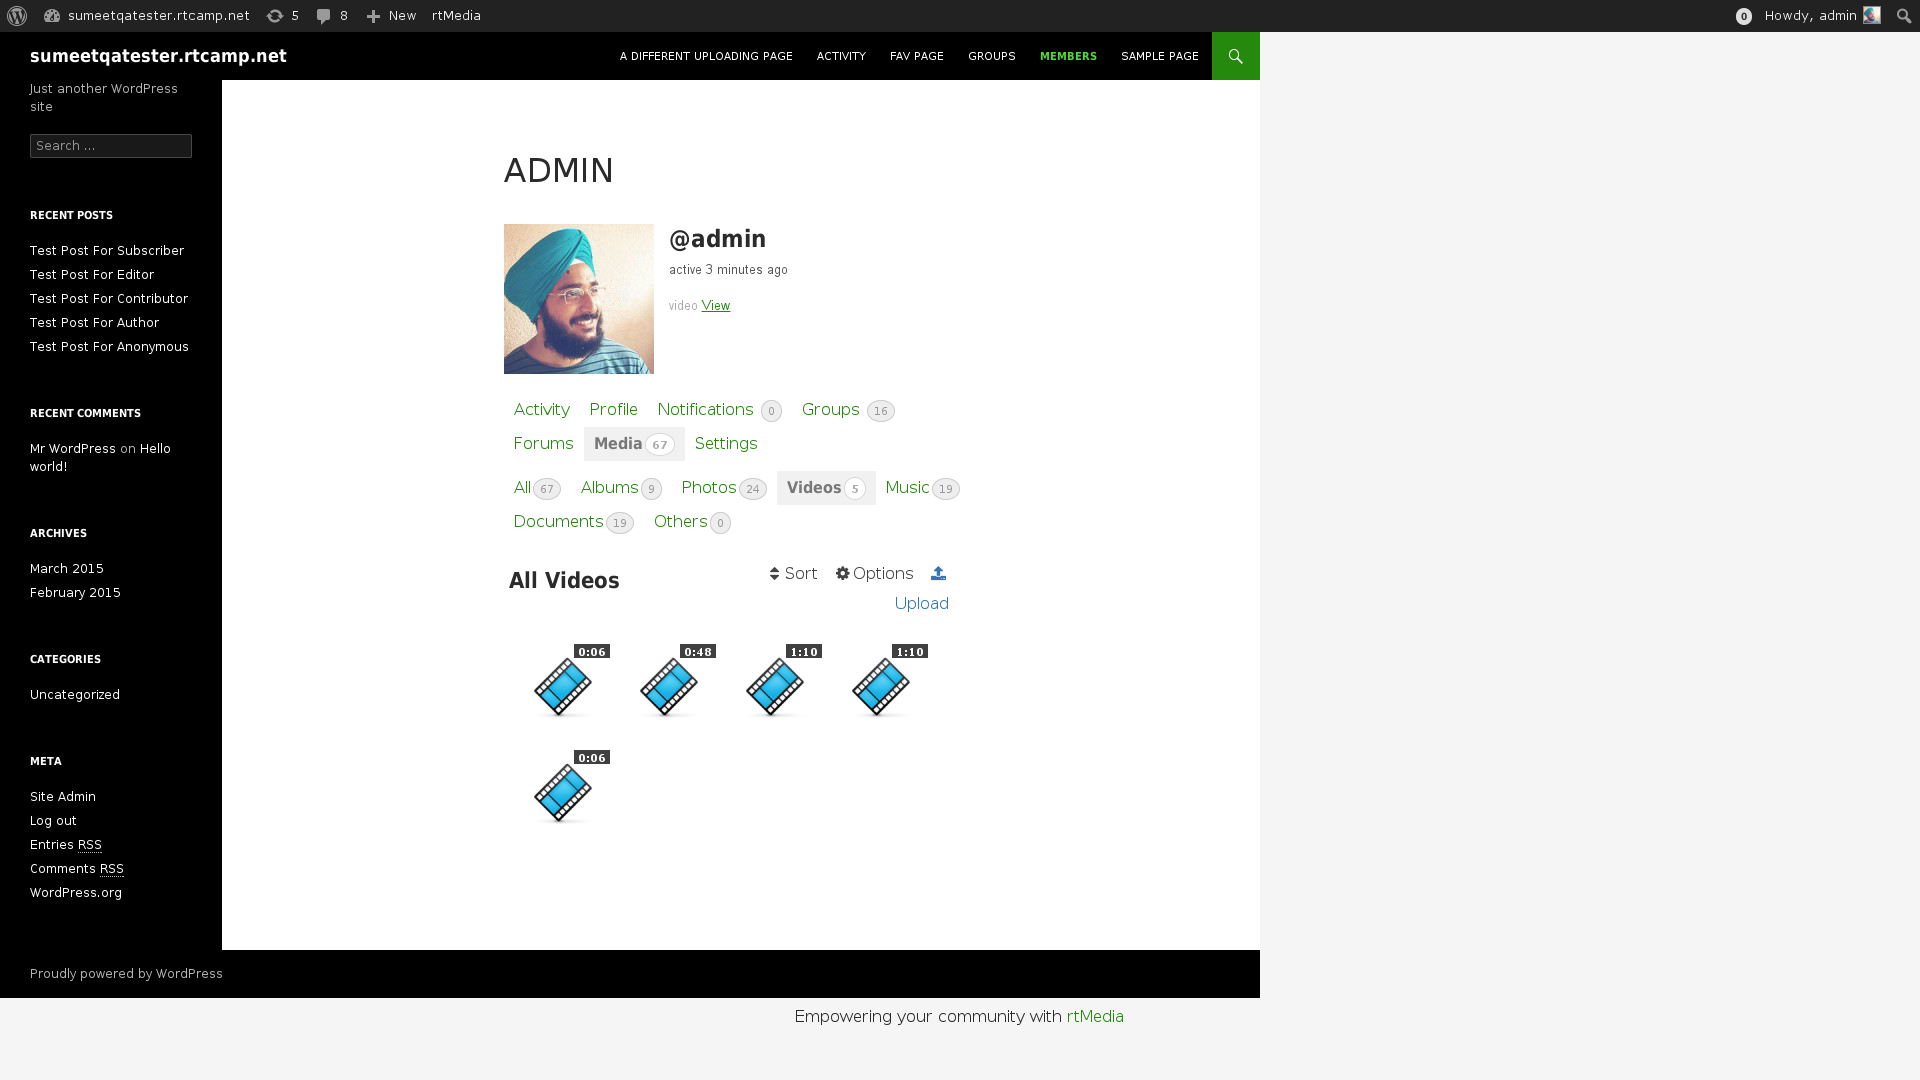 sumeetqatester.rtcamp.net 5 8 New rtMedia 0 Howdy, admin
sumeetqatester.rtcamp.net A DIFFERENT UPLOADING PAGE ACTIVITY FAV PAGE GROUPS MEMBERS SAMPLE PAGE
Just another WordPress
site
Search ...
RECENT POSTS
Test Post For Subscriber
Test Post For Editor
Test Post For Contributor
Test Post For Author
Test Post For Anonymous
RECENT COMMENTS
Mr WordPress on Hello
world!
ARCHIVES
March 2015
February 2015
CATEGORIES
Uncategorized
META
Site Admin
Log out
Entries RSS
Comments RSS
WordPress.org
ADMIN
@admin
active 3 minutes ago
video View
Activity Profile Notifications 0 Groups 16
Forums Media 67 Settings
All 67 Albums 9 Photos 24 Videos 5 Music 19
Documents 19 Others 0
All Videos Sort Options
Upload
0:06 0:48 1:10 1:10
0:06
Proudly powered by WordPress
Empowering your community with rtMedia